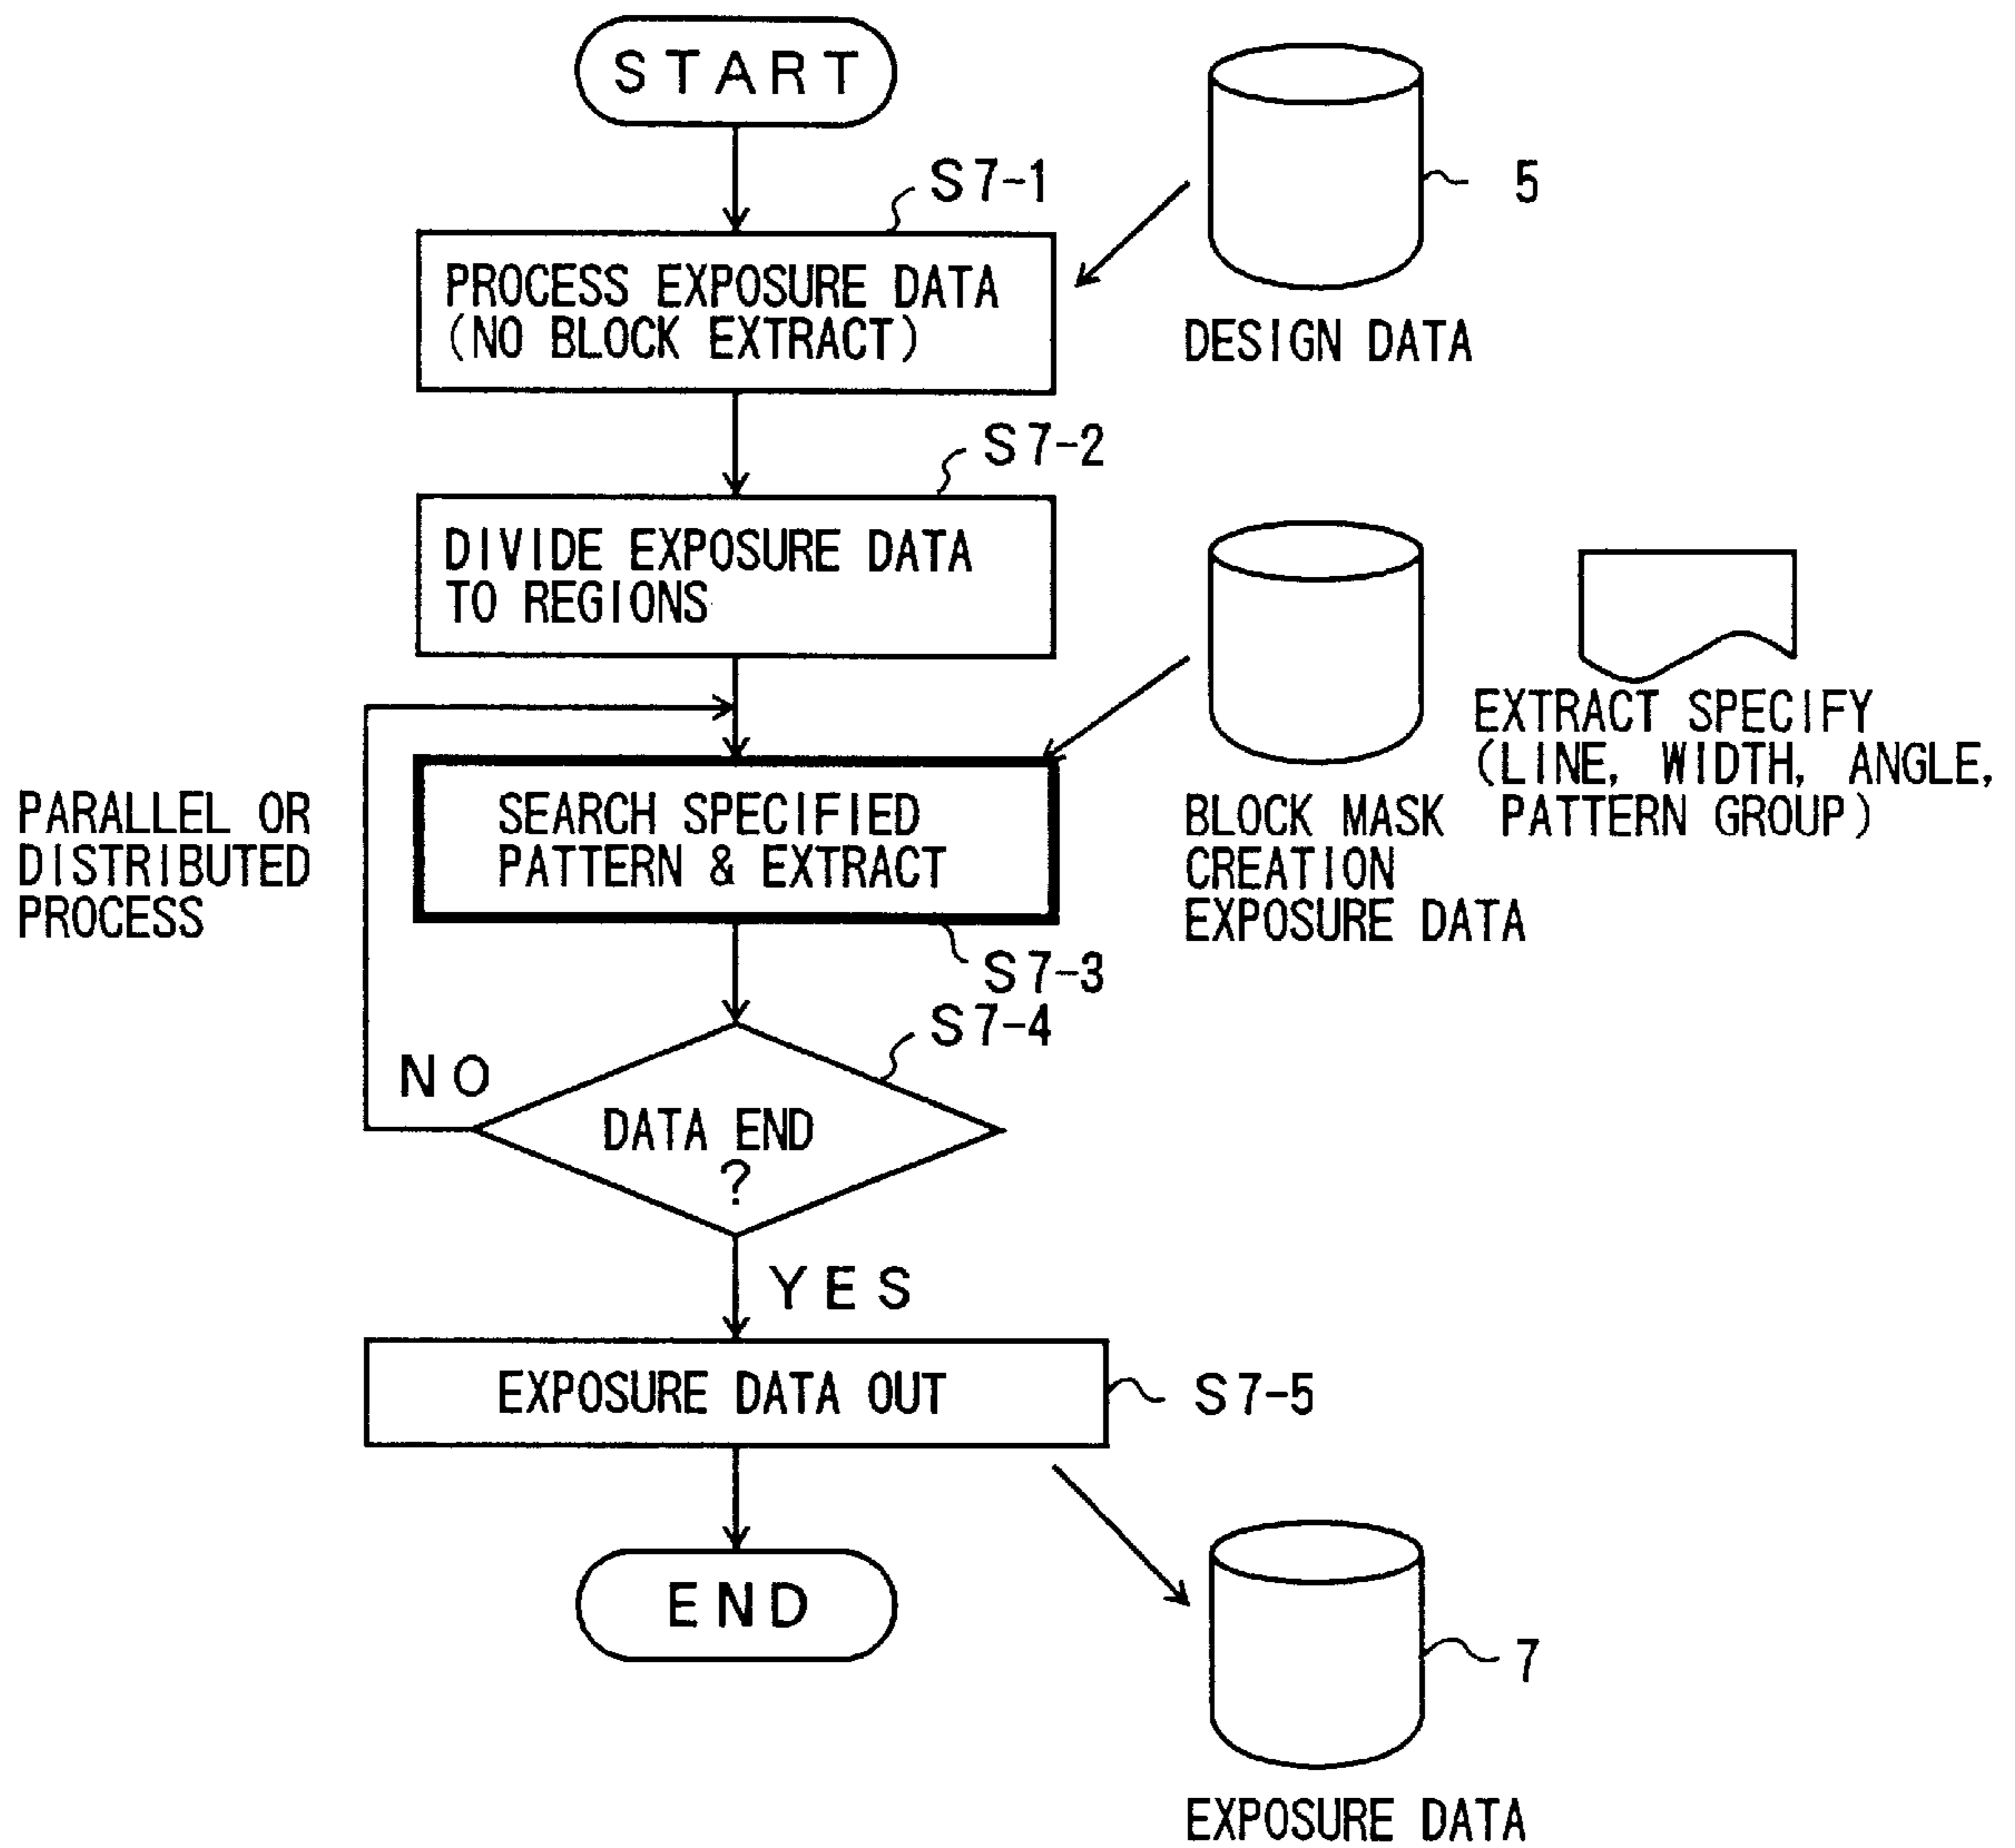 START
S7-1
5
PROCESS EXPOSURE DATA
(NO BLOCK EXTRACT)
DESIGN DATA
S7-2
DIVIDE EXPOSURE DATA
TO REGIONS
EXTRACT SPECIFY
(LINE, WIDTH, ANGLE,
PATTERN GROUP)
BLOCK MASK
CREATION
EXPOSURE DATA
PARALLEL OR
DISTRIBUTED
PROCESS
SEARCH SPECIFIED
PATTERN & EXTRACT
S7-3
S7-4
NO
DATA END
?
YES
EXPOSURE DATA OUT
S7-5
END
7
EXPOSURE DATA